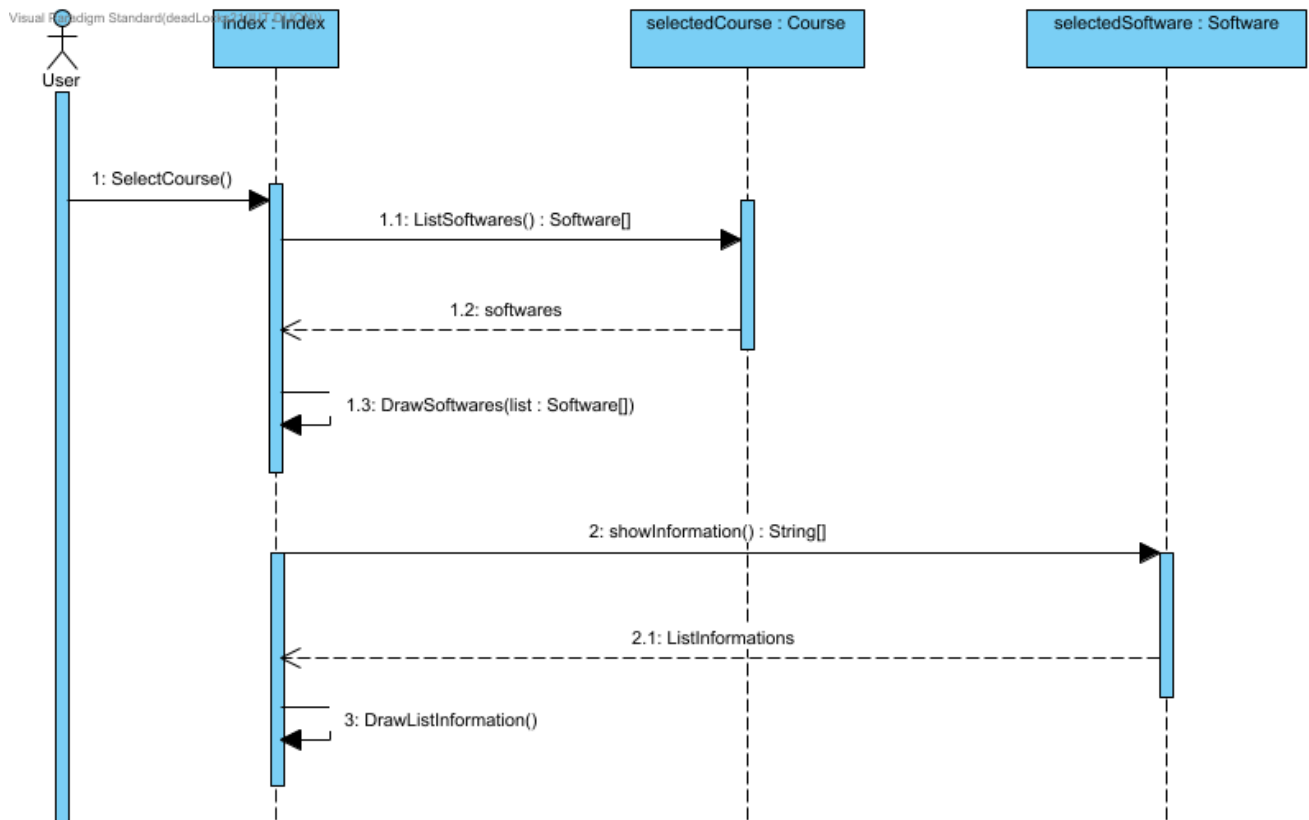 Visual Paradigm Standard(deadLock
index : Index
selectedCourse : Course
selectedSoftware : Software
User
1: SelectCourse()
1.1: ListSoftwares() : Software[]
1.2: softwares
1.3: DrawSoftwares(list : Software[])
2: showInformation() : String[]
2.1: ListInformations
3: DrawListInformation()